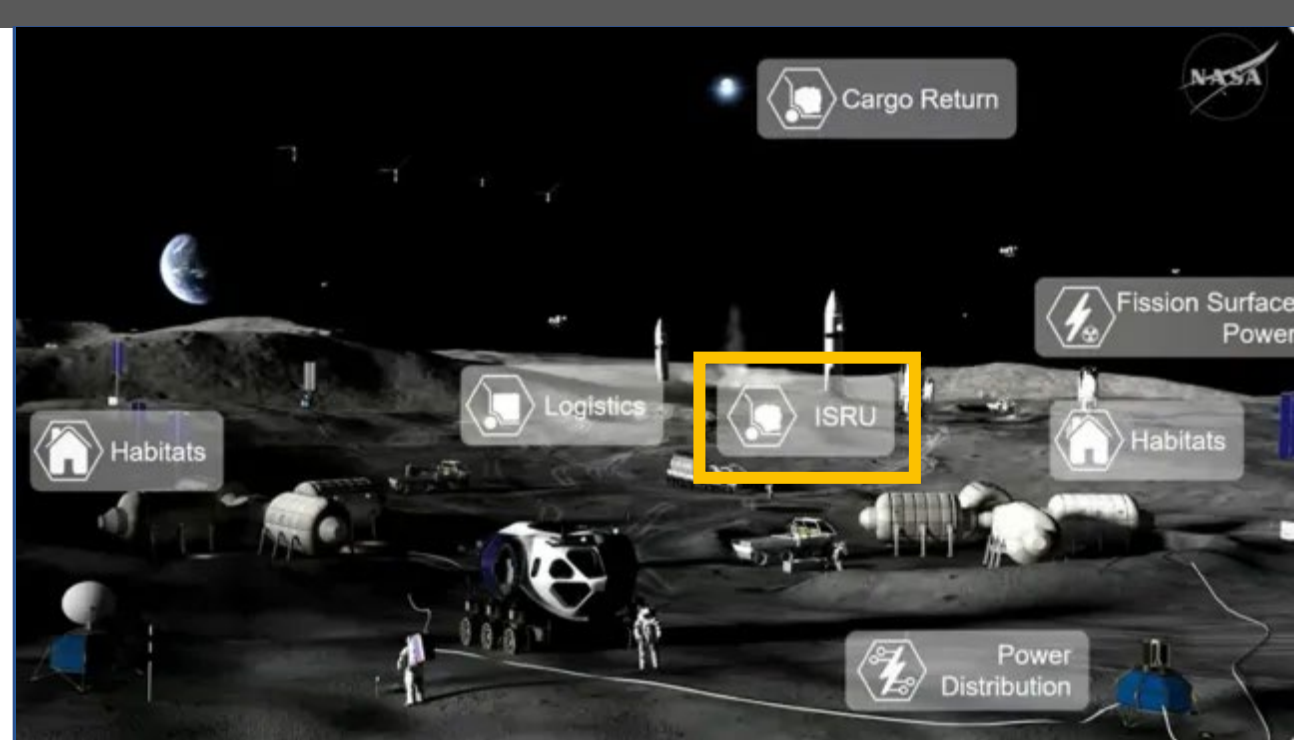 NASA
Cargo Return
Fission Surface
Power
Logistics
ISRU
Habitats
Habitats
Power
Distribution